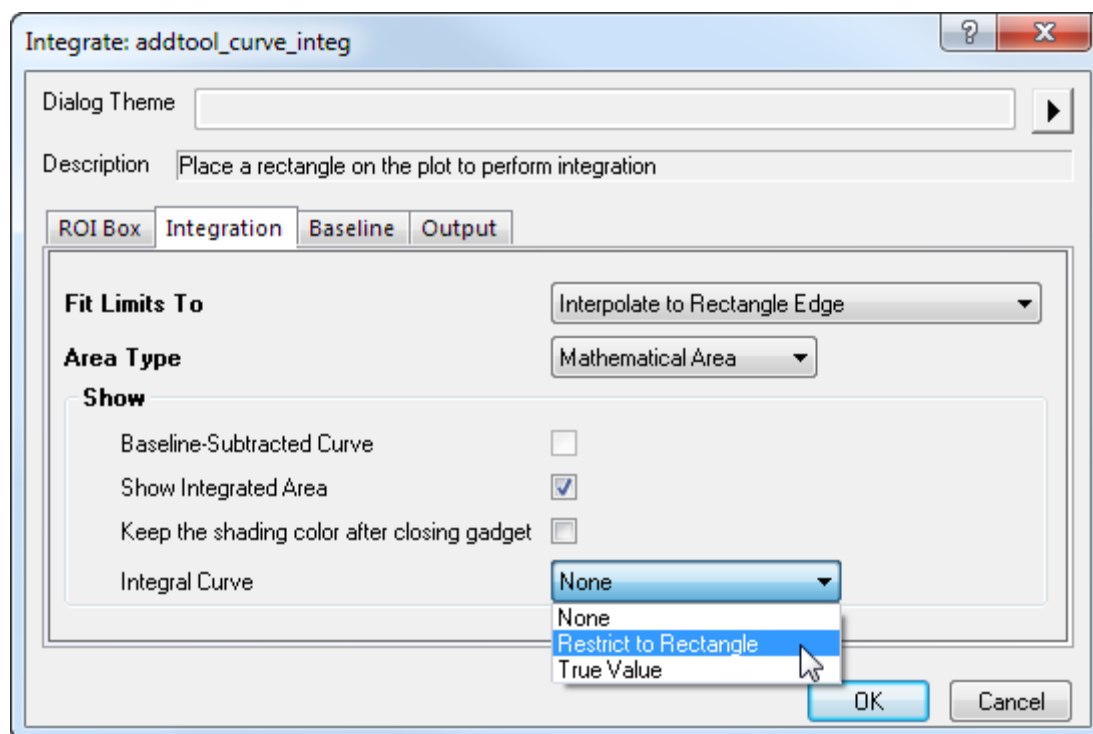 Integrate: addtool_curve_integ
Dialog Theme
Description Place a rectangle on the plot to perform integration
ROI Box Integration Baseline Output
Fit Limits To Interpolate to Rectangle Edge
Area Type Mathematical Area
Show
Baseline-Subtracted Curve
Show Integrated Area
Keep the shading color after closing gadget
Integral Curve None
None
Restrict to Rectangle
True Value
OK Cancel